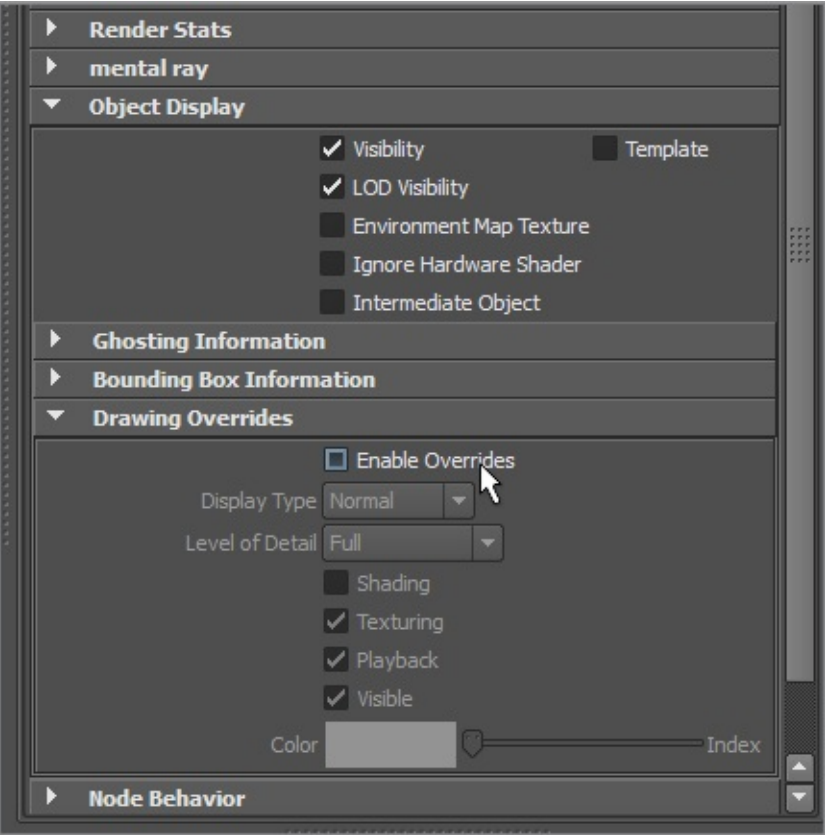 Render Stats
mental ray
Object Display
Visibility Template
LOD Visibility
Environment Map Texture
Ignore Hardware Shader
Intermediate Object
Ghosting Information
Bounding Box Information
Drawing Overrides
Enable Overrides
Display Type Normal
Level of Detail Full
Shading
Texturing
Playback
Visible
Color Index
Node Behavior